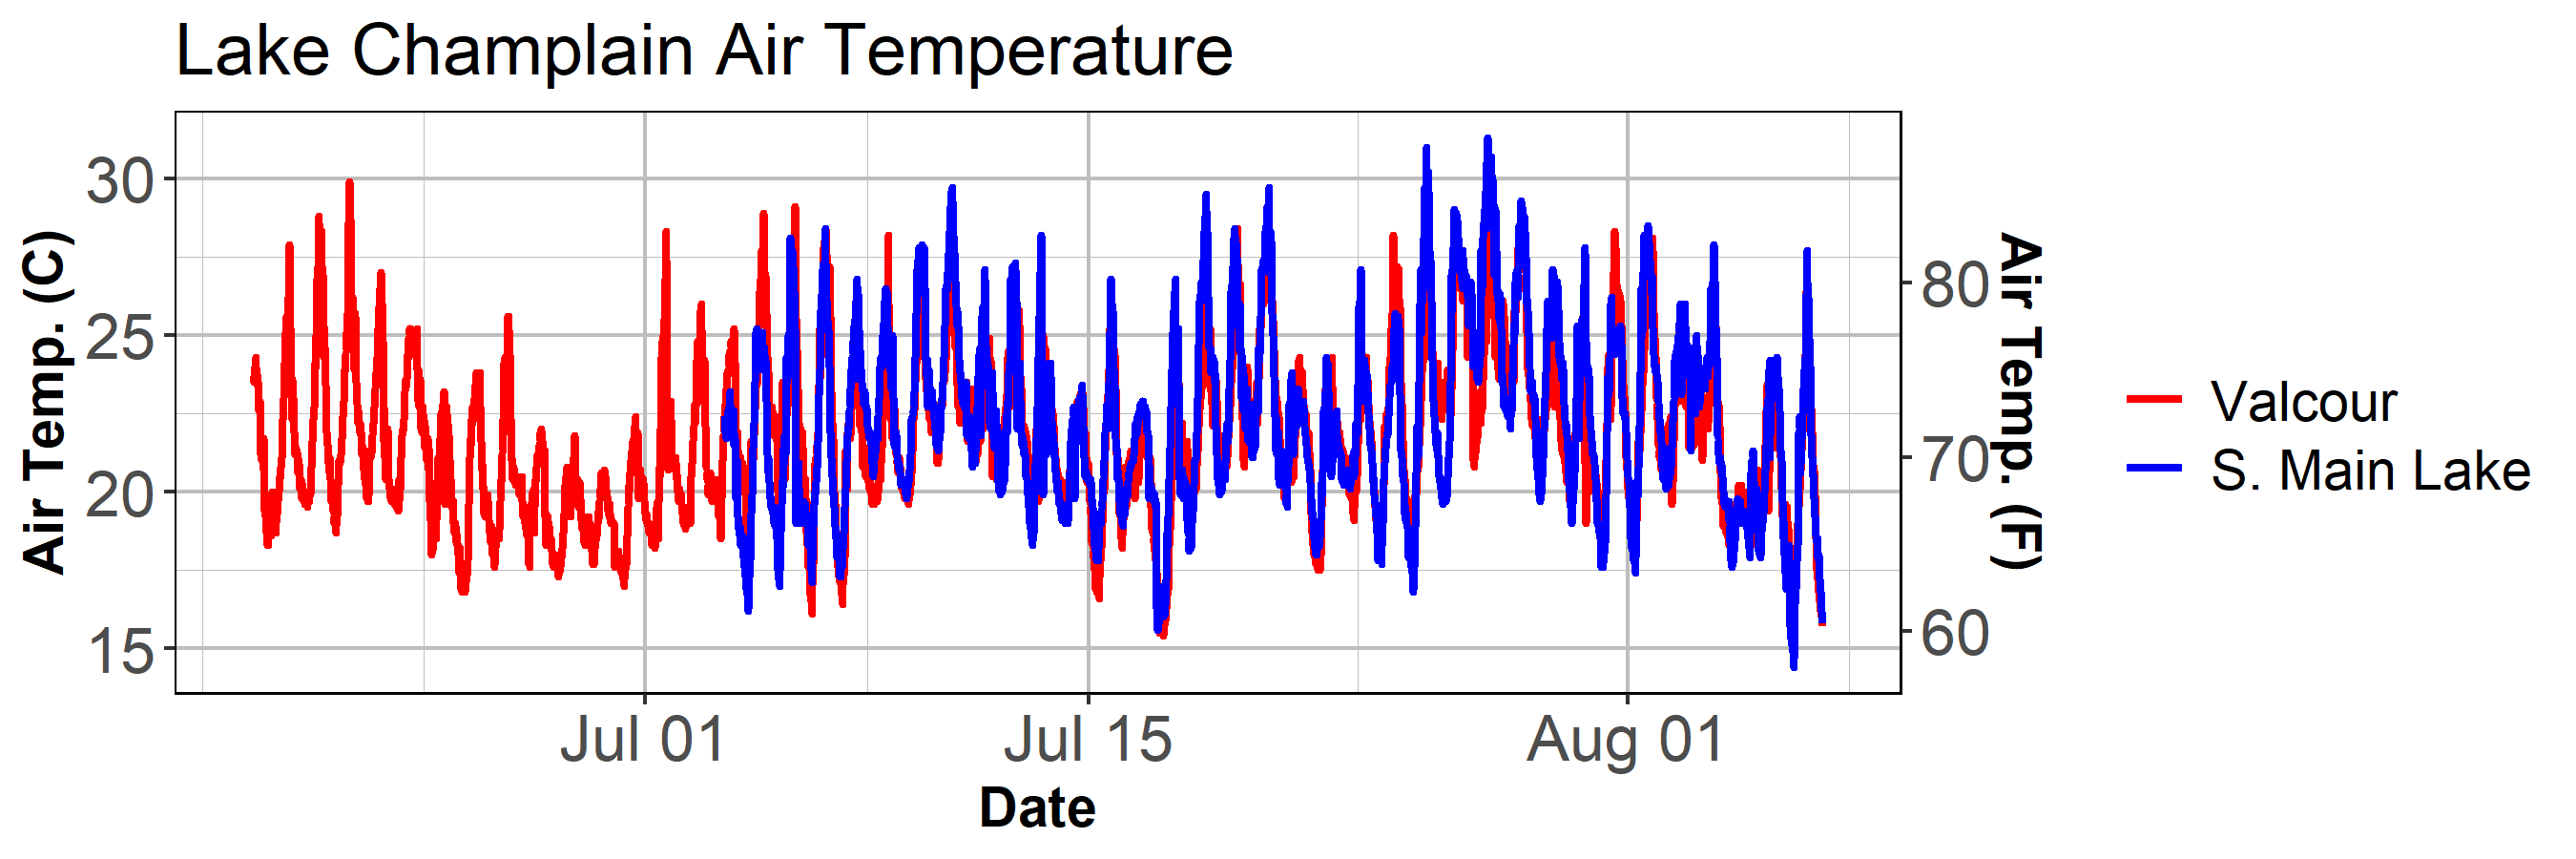 Lake Champlain Air Temperature
Air Temp. (C)
30
25
20
15
80
70
60
Air Temp. (F)
Jul 01
Jul 15
Aug 01
Date
Valcour
S. Main Lake